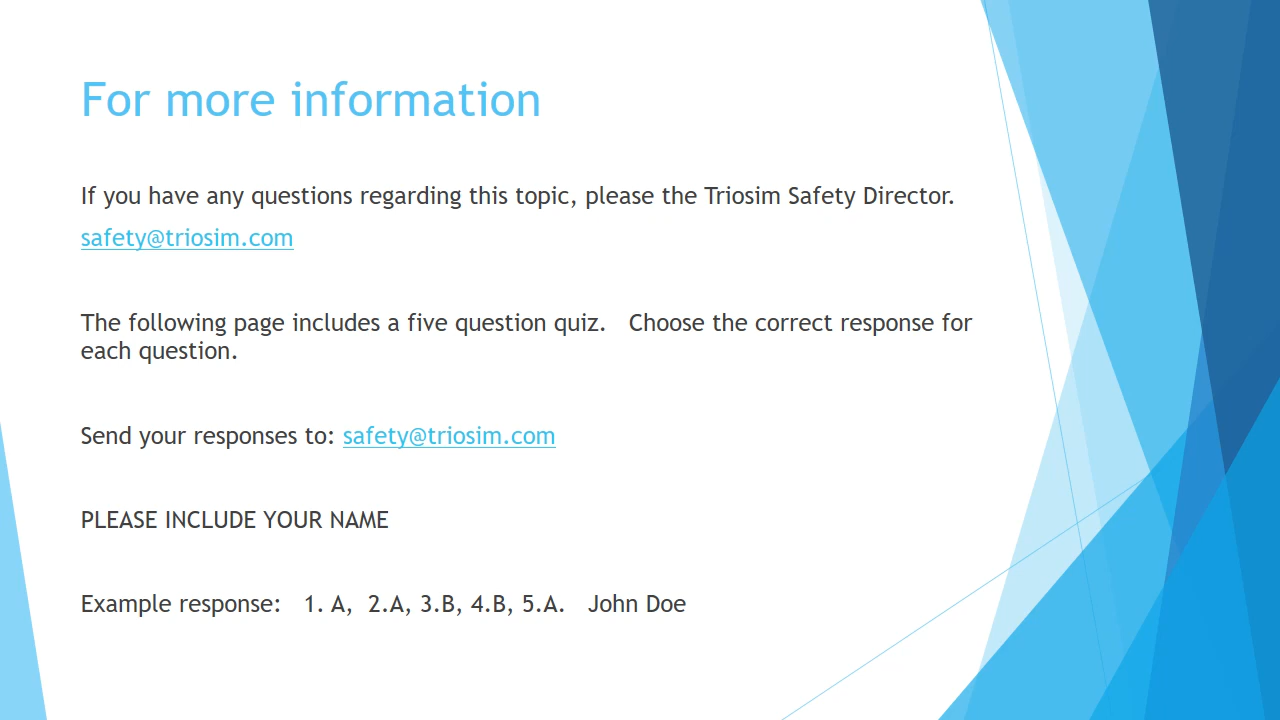 For more information
If you have any questions regarding this topic, please the Triosim Safety Director.
safety@triosim.com
The following page includes a five question quiz.   Choose the correct response for
each question.
Send your responses to: safety@triosim.com
PLEASE INCLUDE YOUR NAME
Example response:   1. A,  2.A, 3.B, 4.B, 5.A.   John Doe